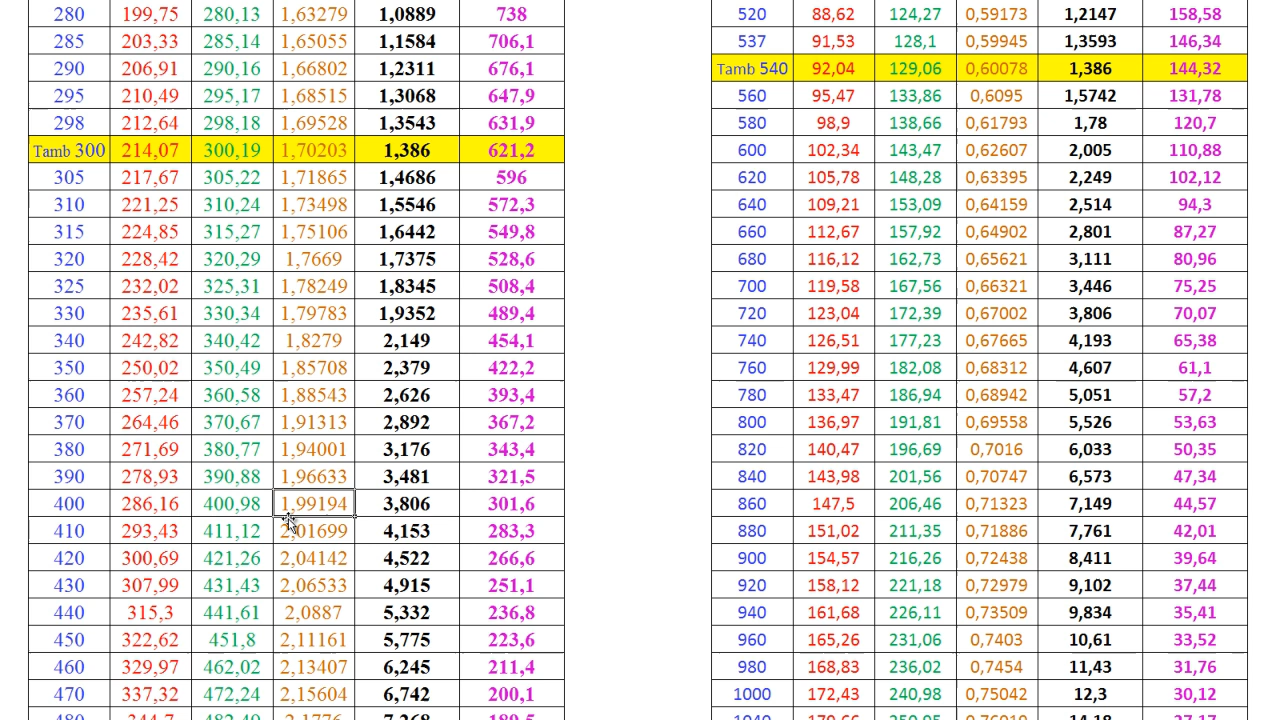 280 199,75 280,13 1,63279 1,0889 738
285 203,33 285,14 1,65055 1,1584 706,1
290 206,91 290,16 1,66802 1,2311 676,1
295 210,49 295,17 1,68515 1,3068 647,9
298 212,64 298,18 1,69528 1,3543 631,9
Tamb 300 214,07 300,19 1,70203 1,386 621,2
305 217,67 305,22 1,71865 1,4686 596
310 221,25 310,24 1,73498 1,5546 572,3
315 224,85 315,27 1,75106 1,6442 549,8
320 228,42 320,29 1,7669 1,7375 528,6
325 232,02 325,31 1,78249 1,8345 508,4
330 235,61 330,34 1,79783 1,9352 489,4
340 242,82 340,42 1,8279 2,149 454,1
350 250,02 350,49 1,85708 2,379 422,2
360 257,24 360,58 1,88543 2,626 393,4
370 264,46 370,67 1,91313 2,892 367,2
380 271,69 380,77 1,94001 3,176 343,4
390 278,93 390,88 1,96633 3,481 321,5
400 286,16 400,98 1,99194 3,806 301,6
410 293,43 411,12 2,01699 4,153 283,3
420 300,69 421,26 2,04142 4,522 266,6
430 307,99 431,43 2,06533 4,915 251,1
440 315,3 441,61 2,0887 5,332 236,8
450 322,62 451,8 2,11161 5,775 223,6
460 329,97 462,02 2,13407 6,245 211,4
470 337,32 472,24 2,15604 6,742 200,1
480 344,7 482,49 2,1776 7,268 189,5
520 88,62 124,27 0,59173 1,2147 158,58
537 91,53 128,1 0,59945 1,3593 146,34
Tamb 540 92,04 129,06 0,60078 1,386 144,32
560 95,47 133,86 0,6095 1,5742 131,78
580 98,9 138,66 0,61793 1,78 120,7
600 102,34 143,47 0,62607 2,005 110,88
620 105,78 148,28 0,63395 2,249 102,12
640 109,21 153,09 0,64159 2,514 94,3
660 112,67 157,92 0,64902 2,801 87,27
680 116,12 162,73 0,65621 3,111 80,96
700 119,58 167,56 0,66321 3,446 75,25
720 123,04 172,39 0,67002 3,806 70,07
740 126,51 177,23 0,67665 4,193 65,38
760 129,99 182,08 0,68312 4,607 61,1
780 133,47 186,94 0,68942 5,051 57,2
800 136,97 191,81 0,69558 5,526 53,63
820 140,47 196,69 0,7016 6,033 50,35
840 143,98 201,56 0,70747 6,573 47,34
860 147,5 206,46 0,71323 7,149 44,57
880 151,02 211,35 0,71886 7,761 42,01
900 154,57 216,26 0,72438 8,411 39,64
920 158,12 221,18 0,72979 9,102 37,44
940 161,68 226,11 0,73509 9,834 35,41
960 165,26 231,06 0,7403 10,61 33,52
980 168,83 236,02 0,7454 11,43 31,76
1000 172,43 240,98 0,75042 12,3 30,12
1040 179,66 250,95 0,76019 14,18 27,17